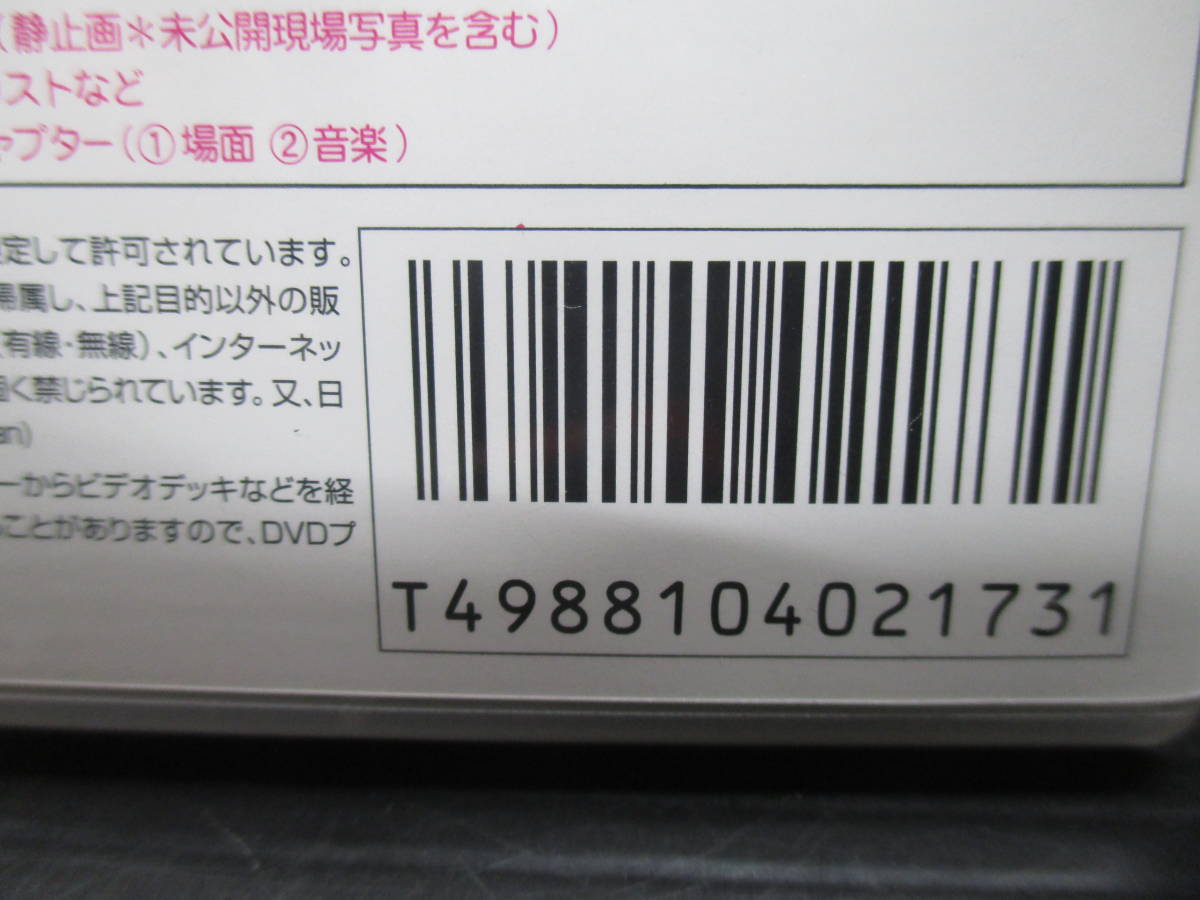 (静止画＊未公開現場写真を含む)
ストなど
ャプター(①場面 ②音楽)
定して許可されています。
帰属し、上記目的以外の販
(有線・無線)、インターネッ
く禁じられています。又、日
an)
ーからビデオデッキなどを経
ことがありますので、DVDプ
T4988104021731